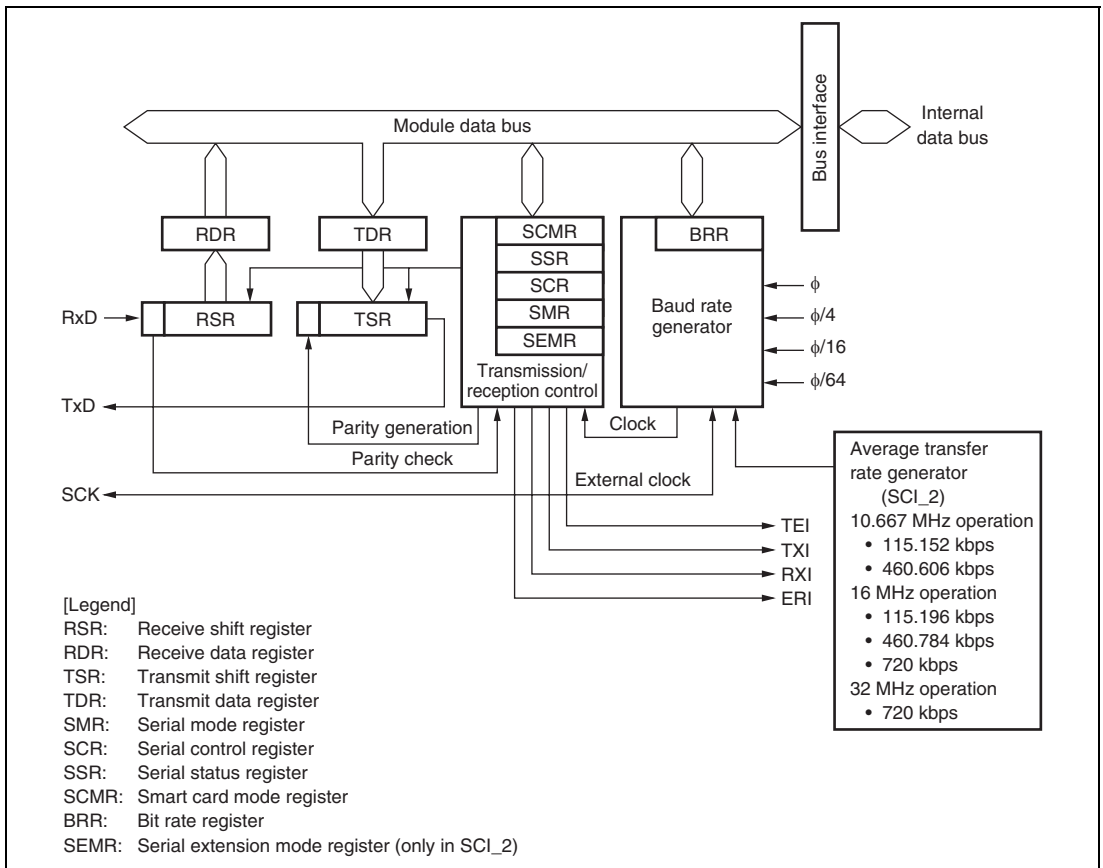 Module data bus
Bus interface
Internal
data bus
RDR
TDR
SCMR
SSR
SCR
SMR
SEMR
Transmission/
reception control
BRR
Baud rate
generator
φ
φ/4
φ/16
φ/64
RxD
RSR
TSR
TxD
Parity generation
Parity check
Clock
External clock
SCK
TEI
TXI
RXI
ERI
Average transfer
rate generator
(SCI_2)
10.667 MHz operation
• 115.152 kbps
• 460.606 kbps
16 MHz operation
• 115.196 kbps
• 460.784 kbps
• 720 kbps
32 MHz operation
• 720 kbps
[Legend]
RSR: Receive shift register
RDR: Receive data register
TSR: Transmit shift register
TDR: Transmit data register
SMR: Serial mode register
SCR: Serial control register
SSR: Serial status register
SCMR: Smart card mode register
BRR: Bit rate register
SEMR: Serial extension mode register (only in SCI_2)